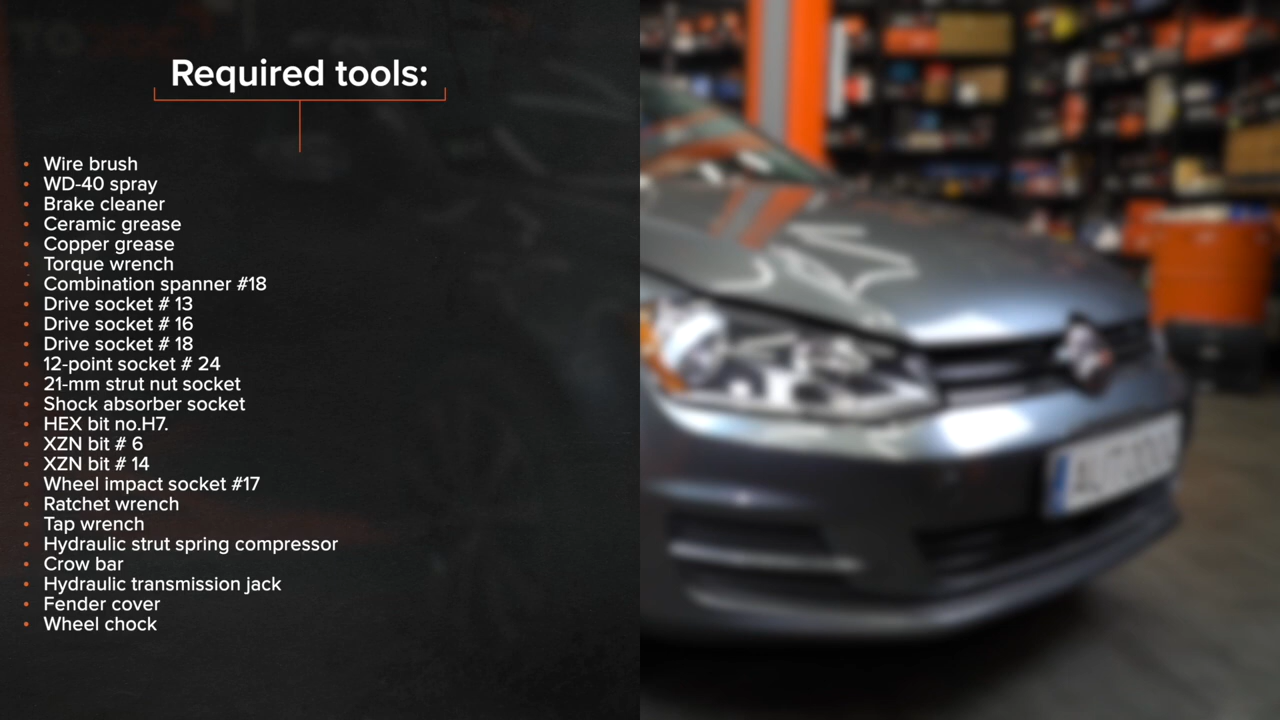 Required tools:
• Wire brush
• WD-40 spray
• Brake cleaner
• Ceramic grease
• Copper grease
• Torque wrench
• Combination spanner #18
• Drive socket # 13
• Drive socket # 16
• Drive socket # 18
• 12-point socket # 24
• 21-mm strut nut socket
• Shock absorber socket
• HEX bit no.H7.
• XZN bit # 6
• XZN bit # 14
• Wheel impact socket #17
• Ratchet wrench
• Tap wrench
• Hydraulic strut spring compressor
• Crow bar
• Hydraulic transmission jack
• Fender cover
• Wheel chock